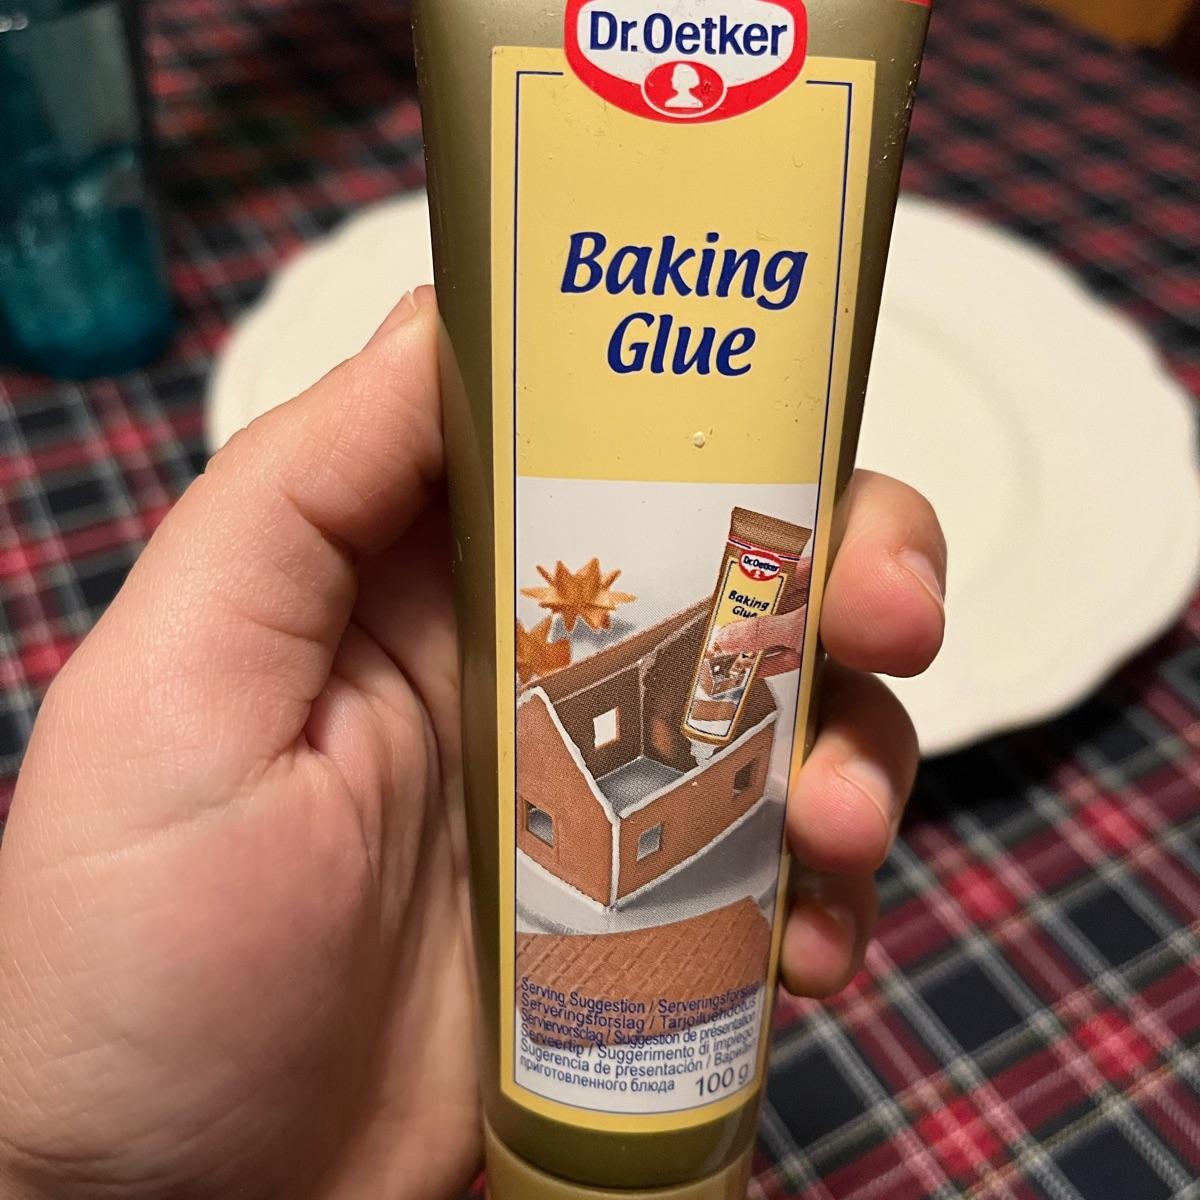 Dr.Oetker
Baking
Glue
Dr.Oetker
Baking
Glue
Serving Suggestion / Serveringsforslag
Serveringsförslag / Tarjoiluehdotus
Serviervorschlag / Suggestion de présentation
Serveertip / Suggerimento di impiego
Sugerencia de presentación / Вариант
приготовленного блюда 100 g